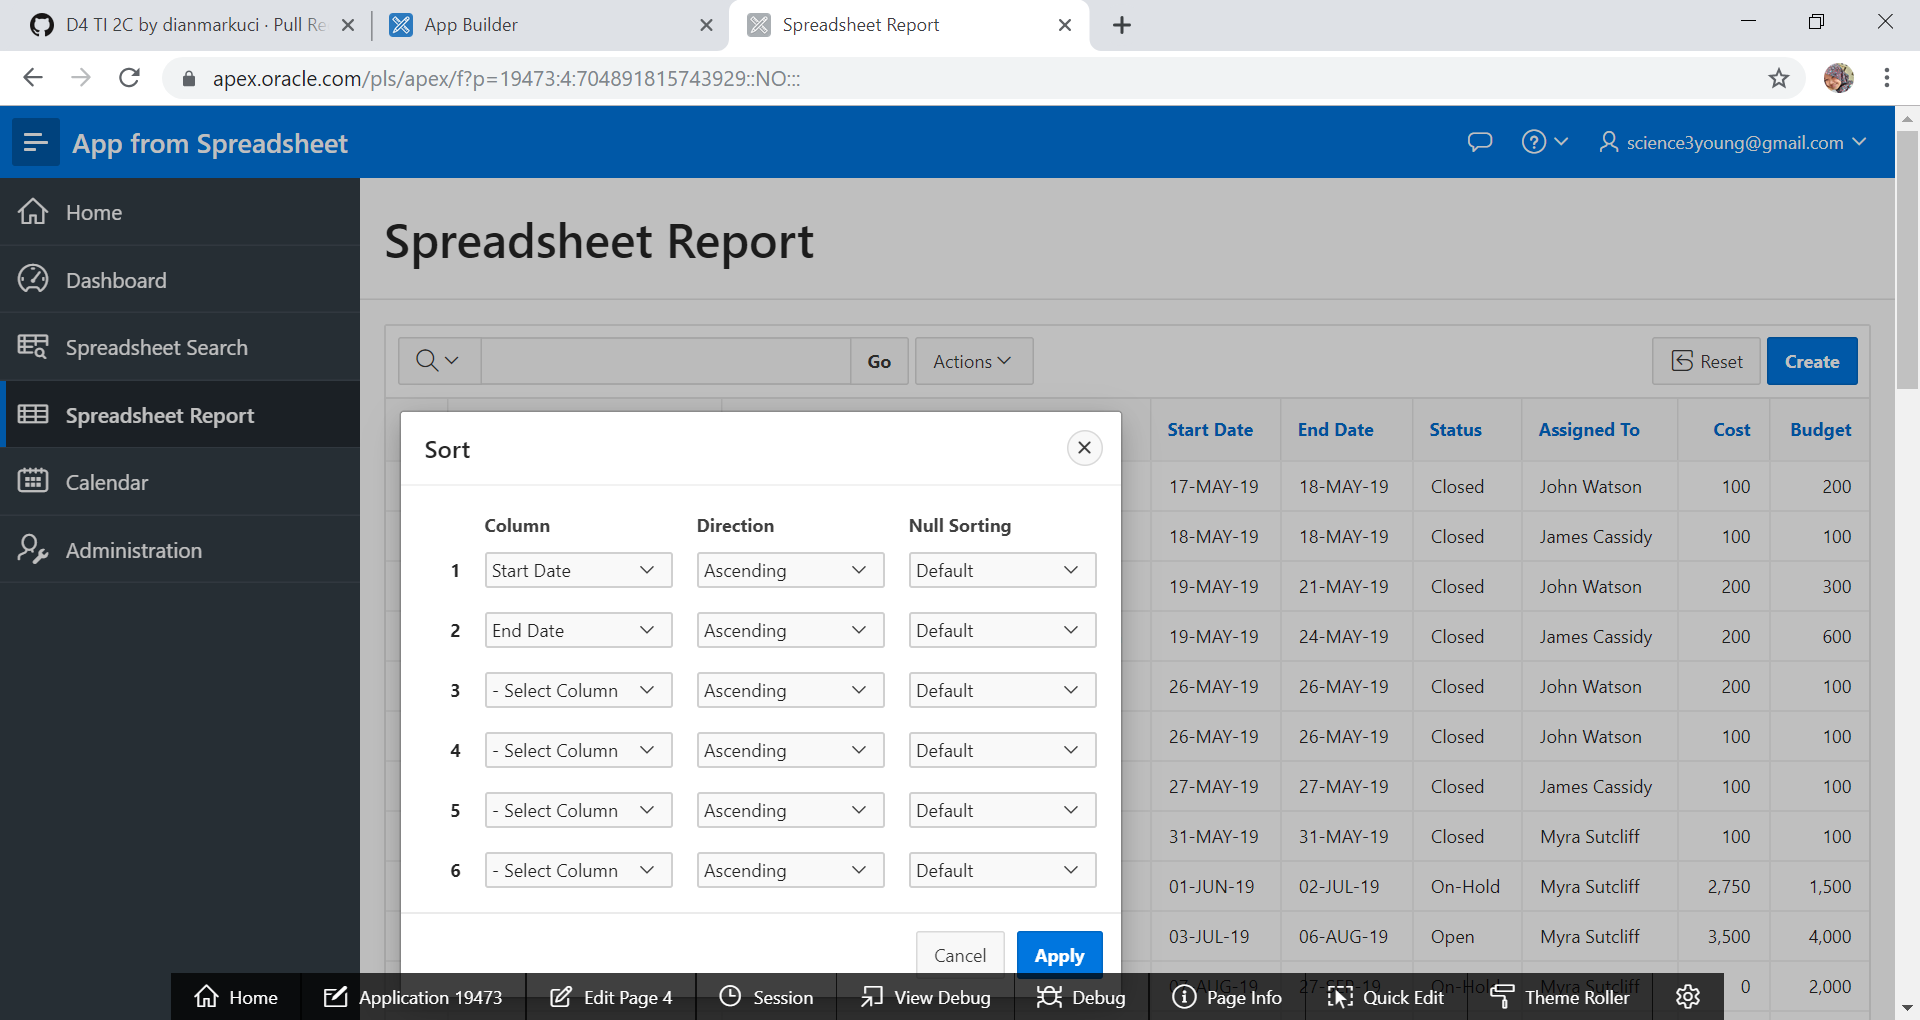 D4 TI 2C by dianmarkuci · Pull Re
App Builder
Spreadsheet Report
apex.oracle.com/pls/apex/f?p=19473:4:704891815743929::NO:::
App from Spreadsheet
science3young@gmail.com
Home
Dashboard
Spreadsheet Search
Spreadsheet Report
Calendar
Administration
Spreadsheet Report
Go
Actions
Reset
Create
Start Date End Date Status Assigned To Cost Budget
17-MAY-19 18-MAY-19 Closed John Watson 100 200
18-MAY-19 18-MAY-19 Closed James Cassidy 100 100
19-MAY-19 21-MAY-19 Closed John Watson 200 300
19-MAY-19 24-MAY-19 Closed James Cassidy 200 600
26-MAY-19 26-MAY-19 Closed John Watson 200 100
26-MAY-19 26-MAY-19 Closed John Watson 100 100
27-MAY-19 27-MAY-19 Closed James Cassidy 100 100
31-MAY-19 31-MAY-19 Closed Myra Sutcliff 100 100
01-JUN-19 02-JUL-19 On-Hold Myra Sutcliff 2,750 1,500
03-JUL-19 06-AUG-19 Open Myra Sutcliff 3,500 4,000
0 2,000
Sort
Column Direction Null Sorting
1 Start Date Ascending Default
2 End Date Ascending Default
3 - Select Column Ascending Default
4 - Select Column Ascending Default
5 - Select Column Ascending Default
6 - Select Column Ascending Default
Cancel
Apply
Home
Application 19473
Edit Page 4
Session
View Debug
Debug
Page Info
Quick Edit
Theme Roller